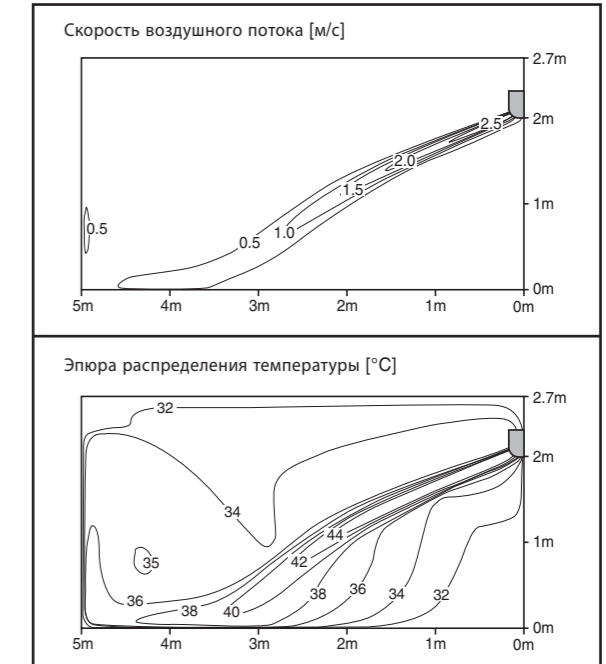 Скорость воздушного потока [м/с]
2.7m
2m
2.5
2.0
1.5
1m
0.5
1.0
0.5
0m
5m 4m 3m 2m 1m 0m
Эпюра распределения температуры [°C]
2.7m
32
2m
34
44
1m
42
35
38 36 34 32
36
38 40
0m
5m 4m 3m 2m 1m 0m